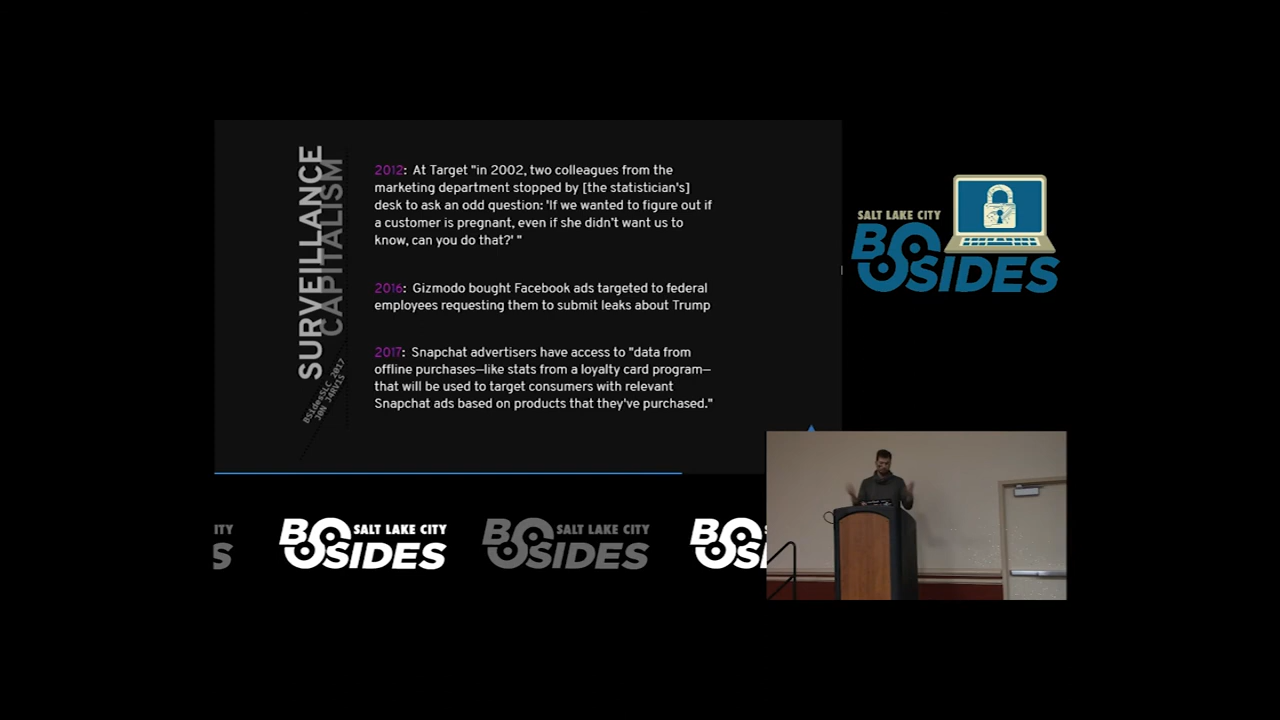 SURVEILLANCE
CAPITALISM
BSidesSLC 2017
J0N J4RV1S
2012: At Target "in 2002, two colleagues from the
marketing department stopped by [the statistician's]
desk to ask an odd question: 'If we wanted to figure out if
a customer is pregnant, even if she didn't want us to
know, can you do that?' "
2016: Gizmodo bought Facebook ads targeted to federal
employees requesting them to submit leaks about Trump
2017: Snapchat advertisers have access to "data from
offline purchases—like stats from a loyalty card program—
that will be used to target consumers with relevant
Snapchat ads based on products that they've purchased."
SALT LAKE CITY
BSIDES
CITY
S
SALT LAKE CITY
BSIDES
SALT LAKE CITY
BSIDES
S
BSI